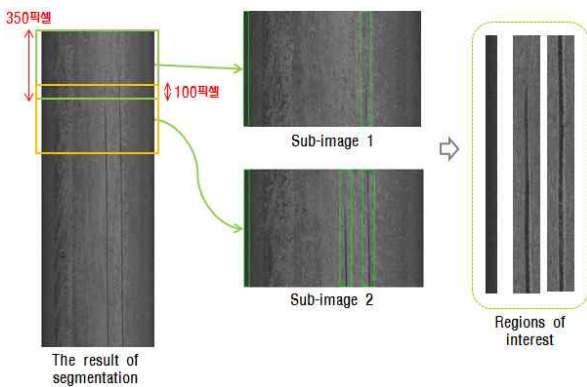 350픽셀
100픽셀
Sub-image 1
Sub-image 2
The result of
segmentation
Regions of
interest